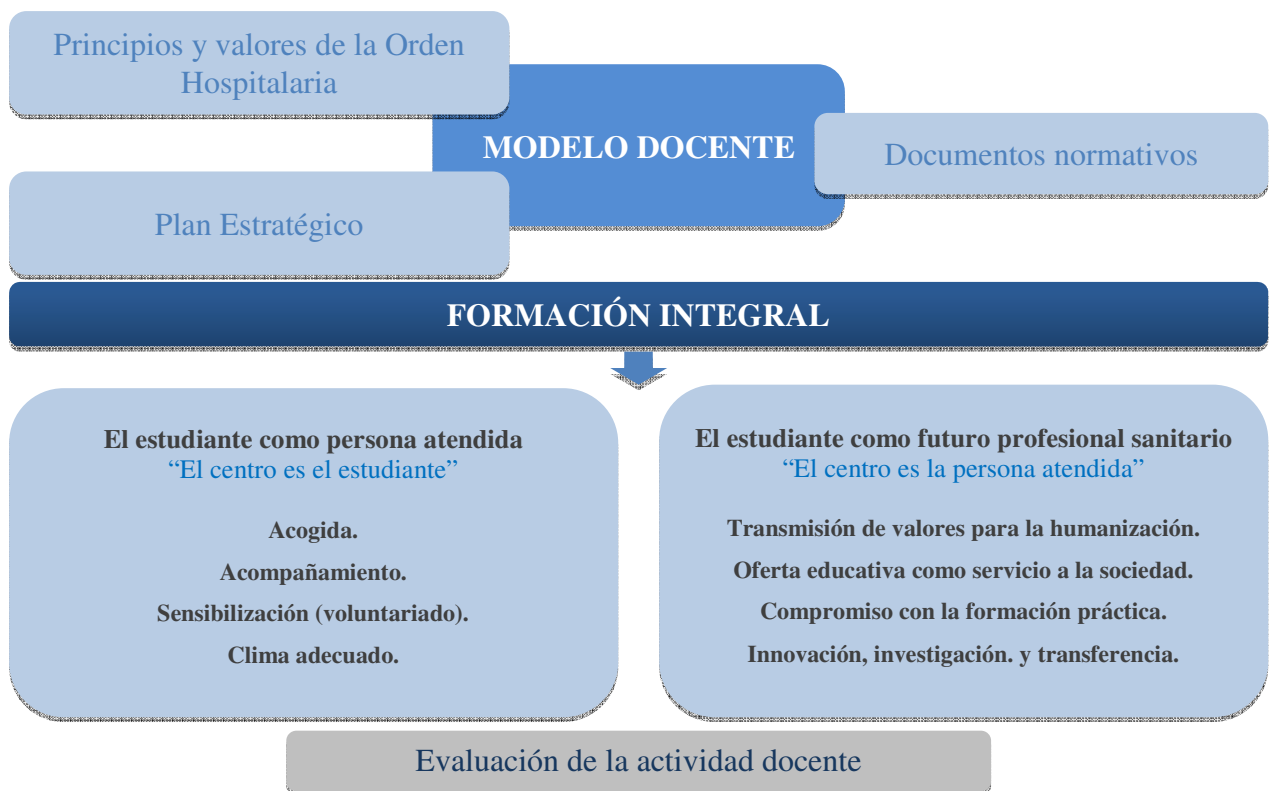 Principios y valores de la Orden
Hospitalaria
MODELO DOCENTE
Documentos normativos
Plan Estratégico
FORMACIÓN INTEGRAL
El estudiante como persona atendida
“El centro es el estudiante”
Acogida.
Acompañamiento.
Sensibilización (voluntariado).
Clima adecuado.
El estudiante como futuro profesional sanitario
“El centro es la persona atendida”
Transmisión de valores para la humanización.
Oferta educativa como servicio a la sociedad.
Compromiso con la formación práctica.
Innovación, investigación. y transferencia.
Evaluación de la actividad docente